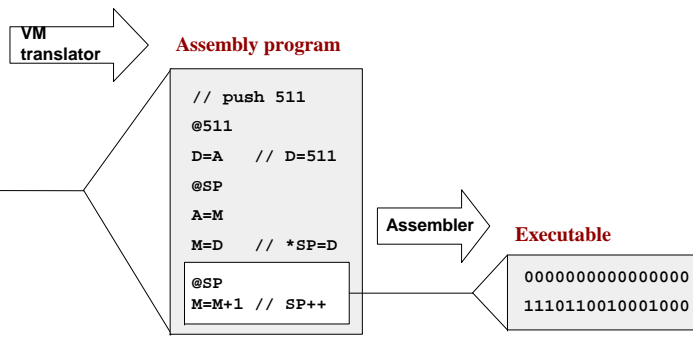 VM
translator
Assembly program
// push 511
@511
D=A // D=511
@SP
A=M
M=D // *SP=D
@SP
M=M+1 // SP++
Assembler
Executable
0000000000000000
1110110010001000